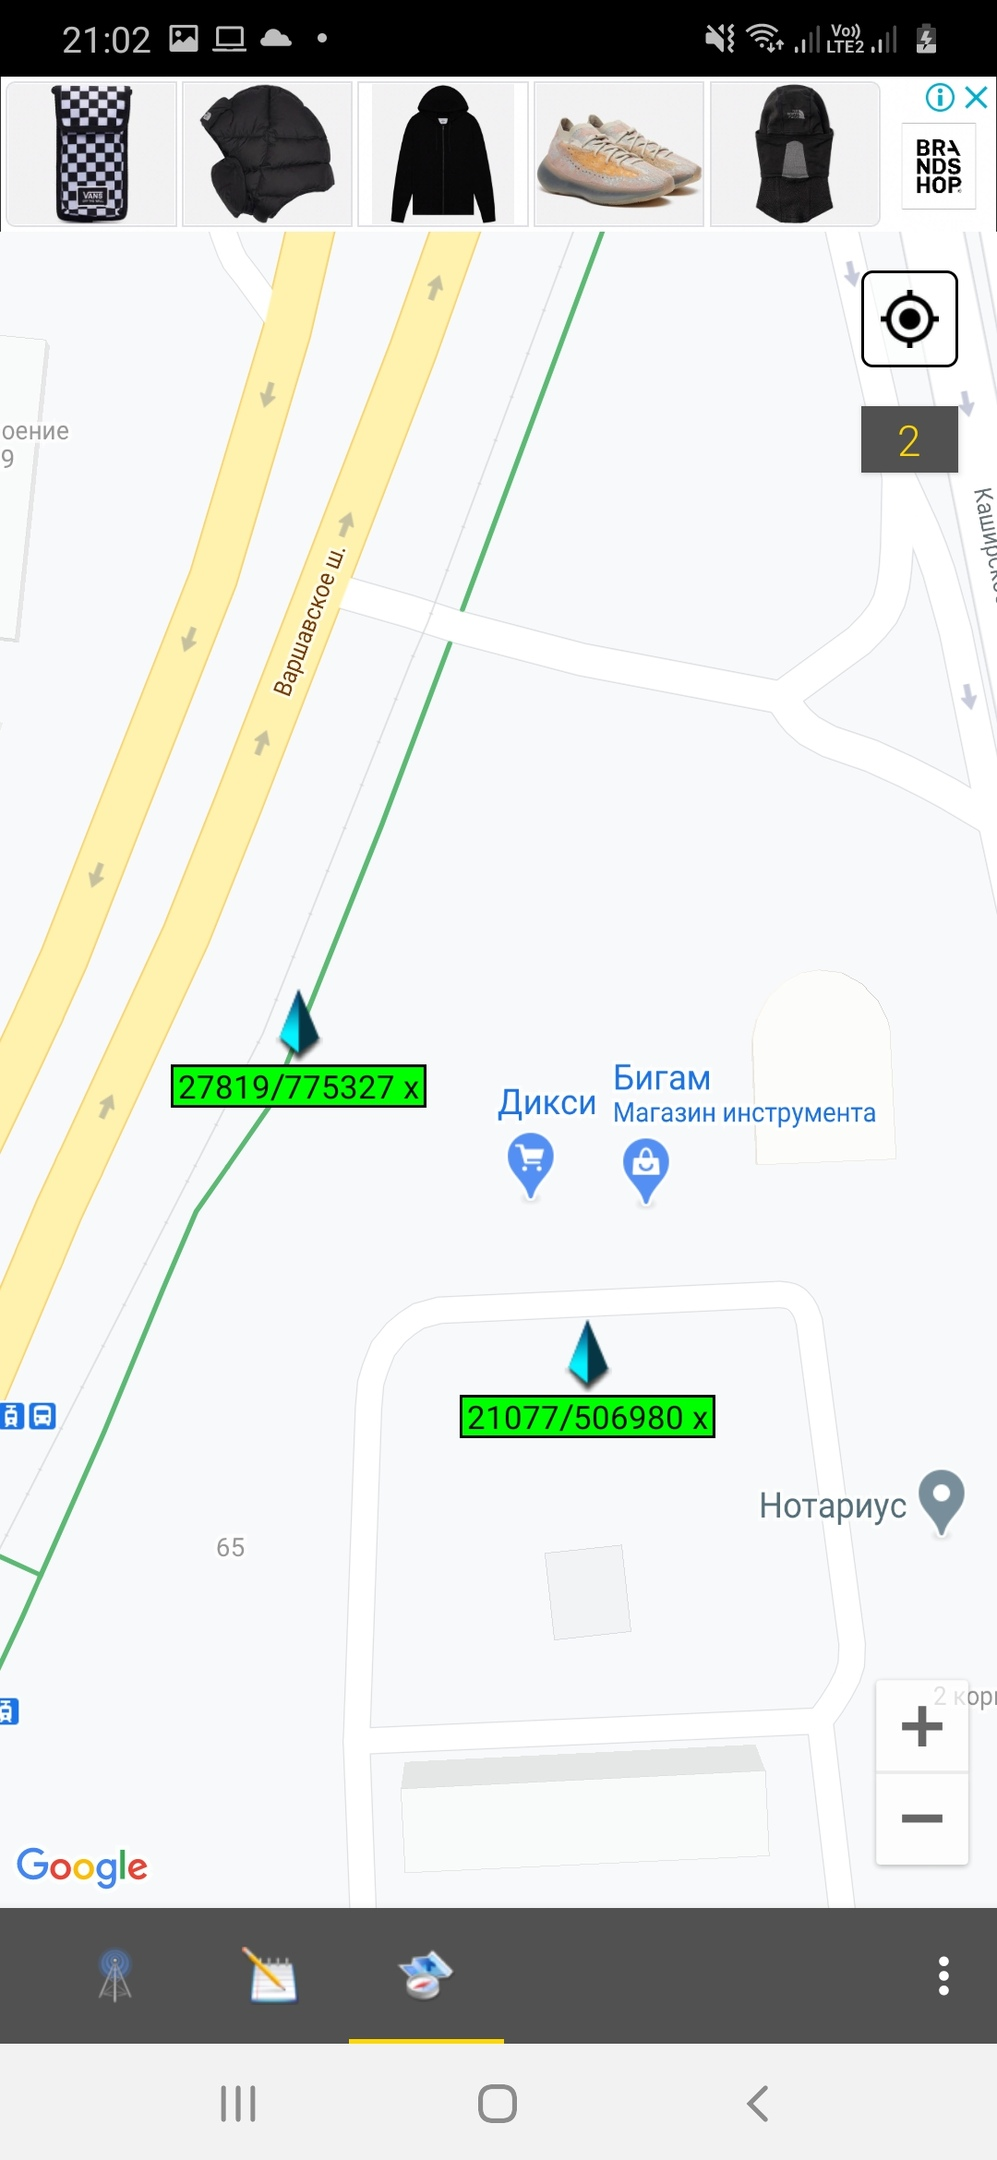 21:02
Vo))
LTE2
VANS
BRA
NDS
HOP.
оение
9
2
Каширско
Варшавское ш.
27819/775327 x
Дикси
Бигам
Магазин инструмента
21077/506980 x
Нотариус
65
2 корп
Google